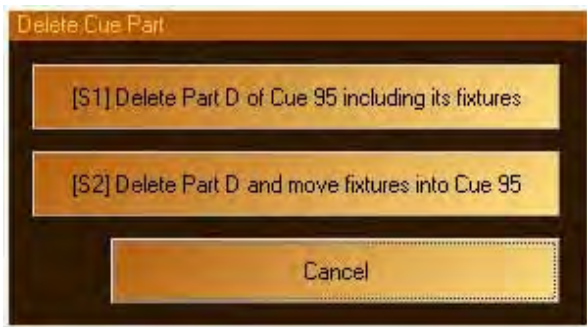 Delete Cue Part
[S1] Delete Part D of Cue 95 including its fixtures
[S2] Delete Part D and move fixtures into Cue 95
Cancel